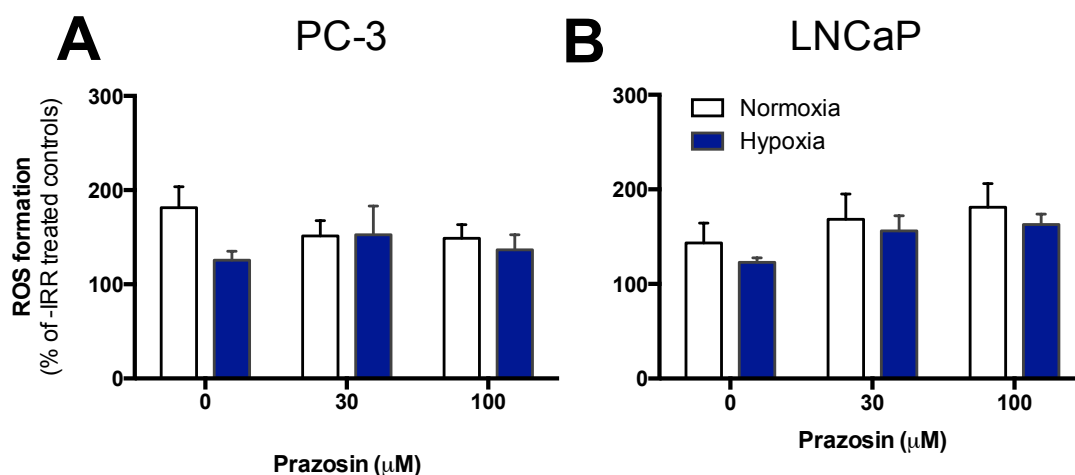 A
PC-3
B
LNCaP
ROS formation
(% of -IRR treated controls)
300
200
100
0
0
30
100
Prazosin (μM)
300
200
100
0
Normoxia
Hypoxia
0
30
100
Prazosin (μM)